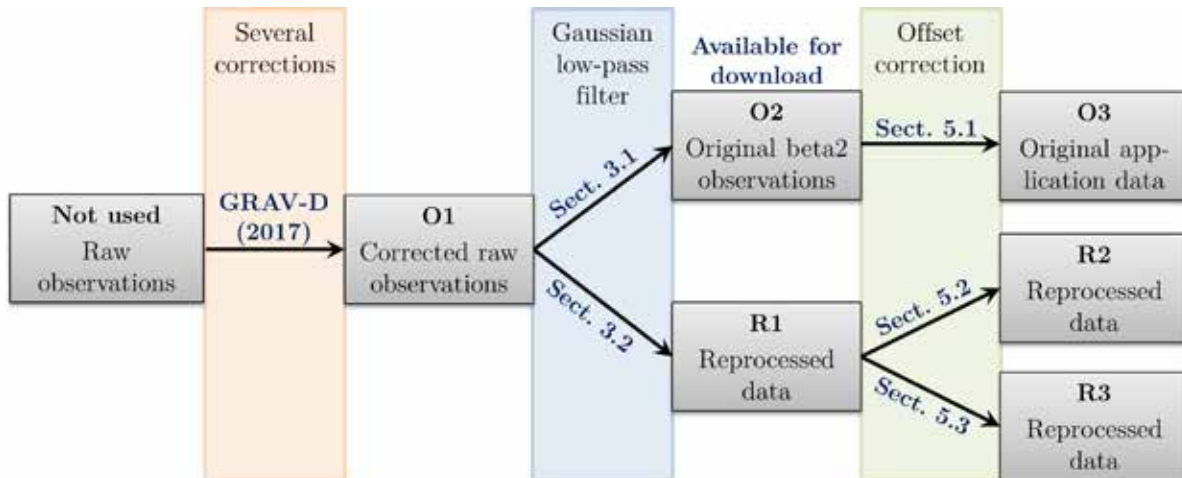 Several
corrections
Gaussian
low-pass
filter
Available for
download
Offset
correction
Not used
Raw
observations
GRAV-D
(2017)
O1
Corrected raw
observations
Sect. 3.1
Sect. 3.2
O2
Original beta2
observations
R1
Reprocessed
data
Sect. 5.1
Sect. 5.2
Sect. 5.3
O3
Original app-
lication data
R2
Reprocessed
data
R3
Reprocessed
data